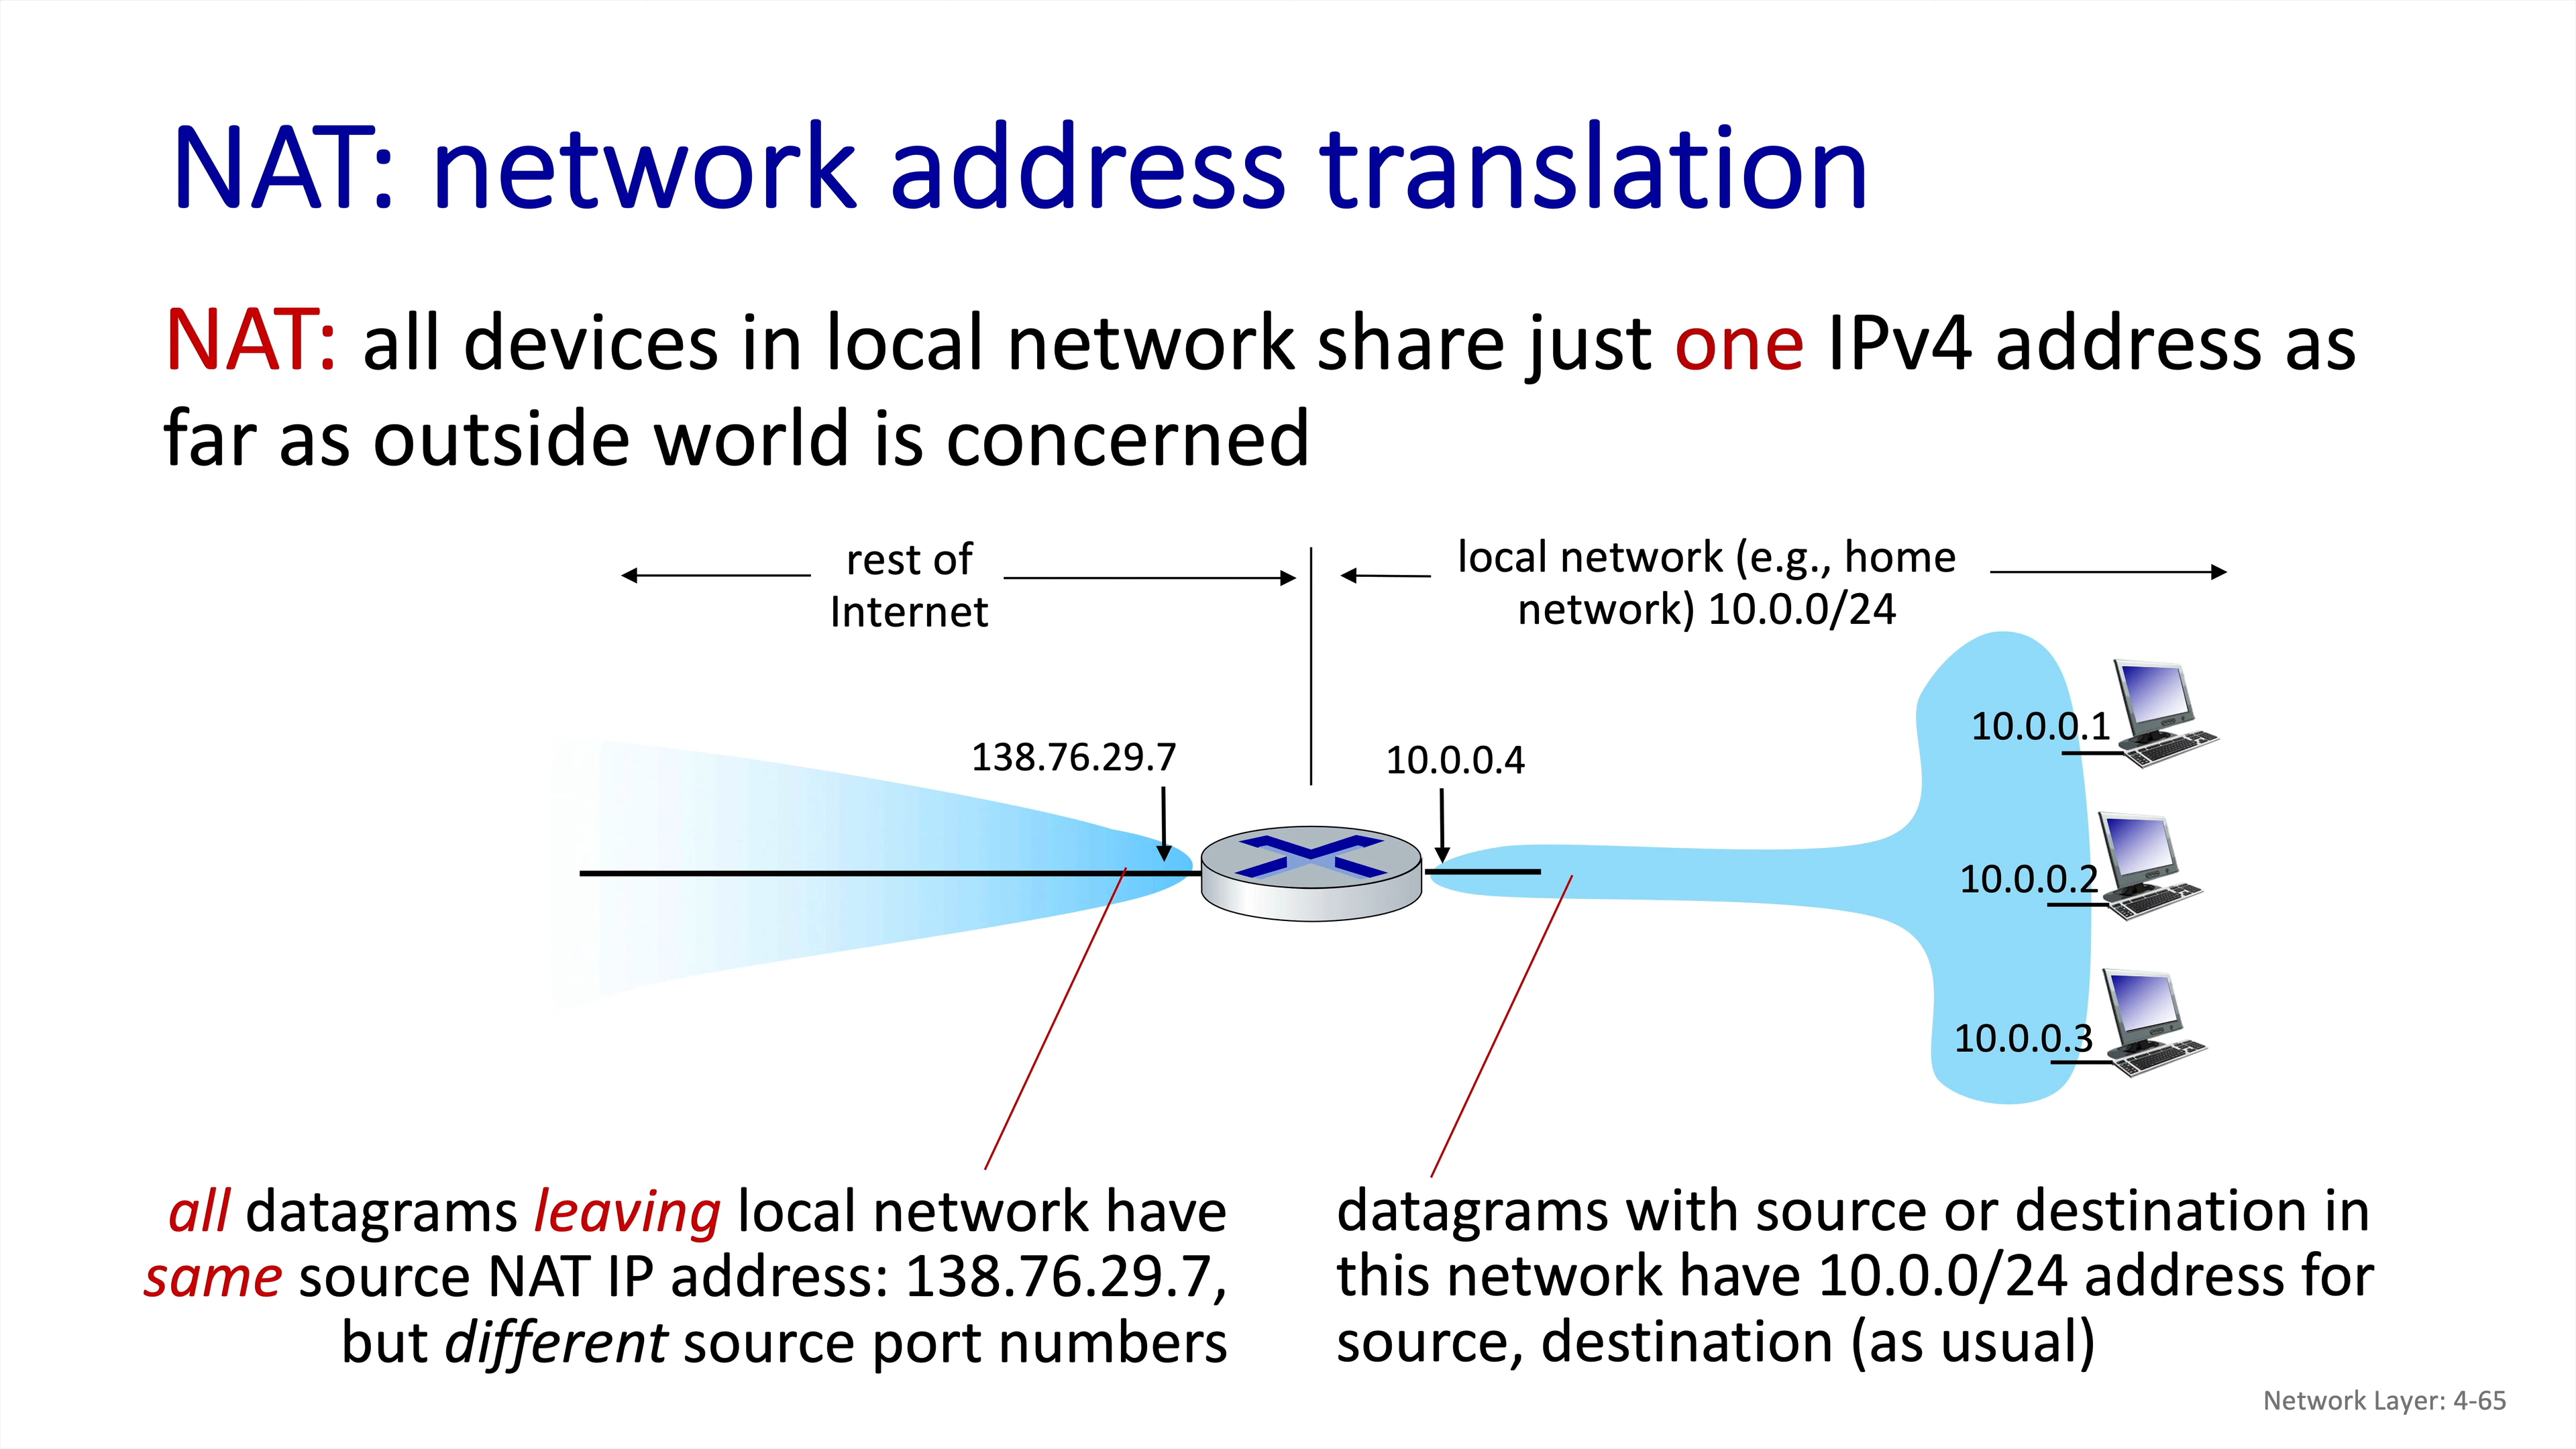 NAT: network address translation
NAT: all devices in local network share just one IPv4 address as
far as outside world is concerned
rest of
Internet
local network (e.g., home
network) 10.0.0/24
138.76.29.7
10.0.0.4
10.0.0.1
10.0.0.2
10.0.0.3
all datagrams leaving local network have
same source NAT IP address: 138.76.29.7,
but different source port numbers
datagrams with source or destination in
this network have 10.0.0/24 address for
source, destination (as usual)
Network Layer: 4-65